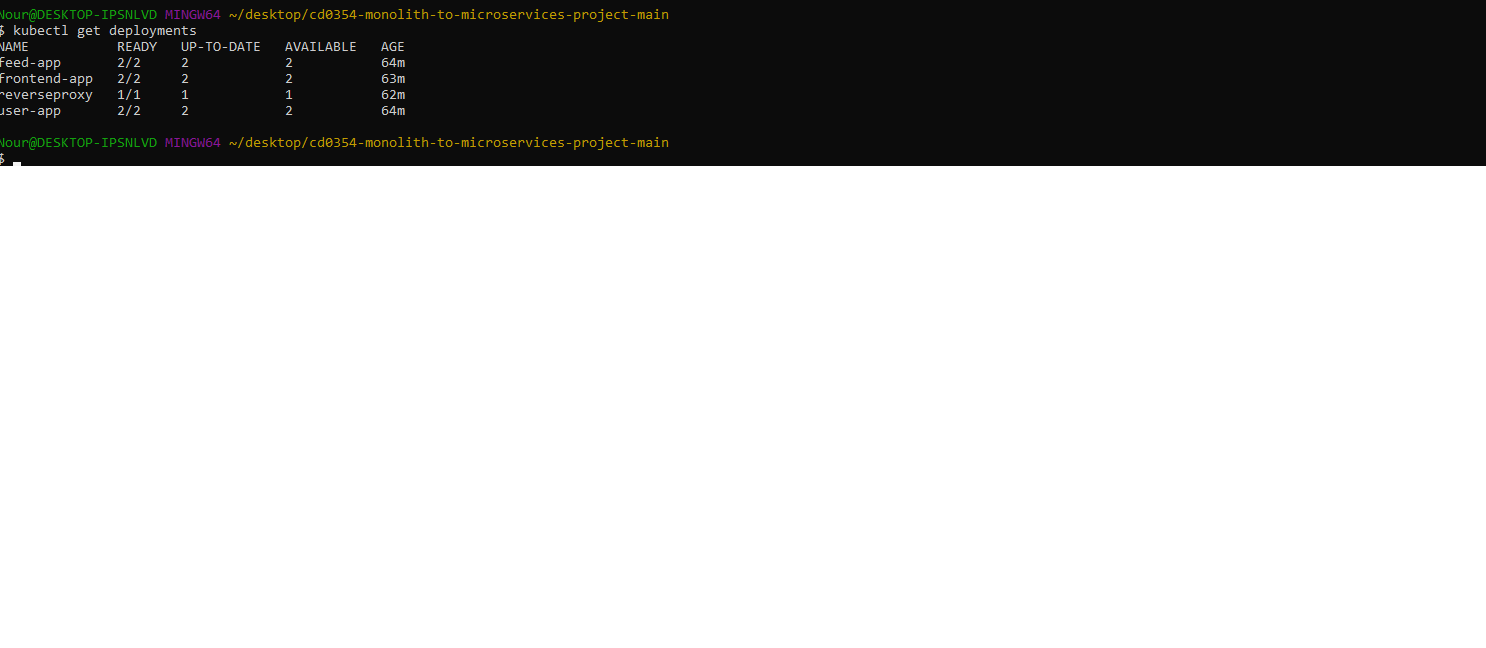 Nour@DESKTOP-IPSNLVD MINGW64 ~/desktop/cd0354-monolith-to-microservices-project-main
$ kubectl get deployments
NAME READY UP-TO-DATE AVAILABLE AGE
feed-app 2/2 2 2 64m
frontend-app 2/2 2 2 63m
reverseproxy 1/1 1 1 62m
user-app 2/2 2 2 64m
Nour@DESKTOP-IPSNLVD MINGW64 ~/desktop/cd0354-monolith-to-microservices-project-main
$